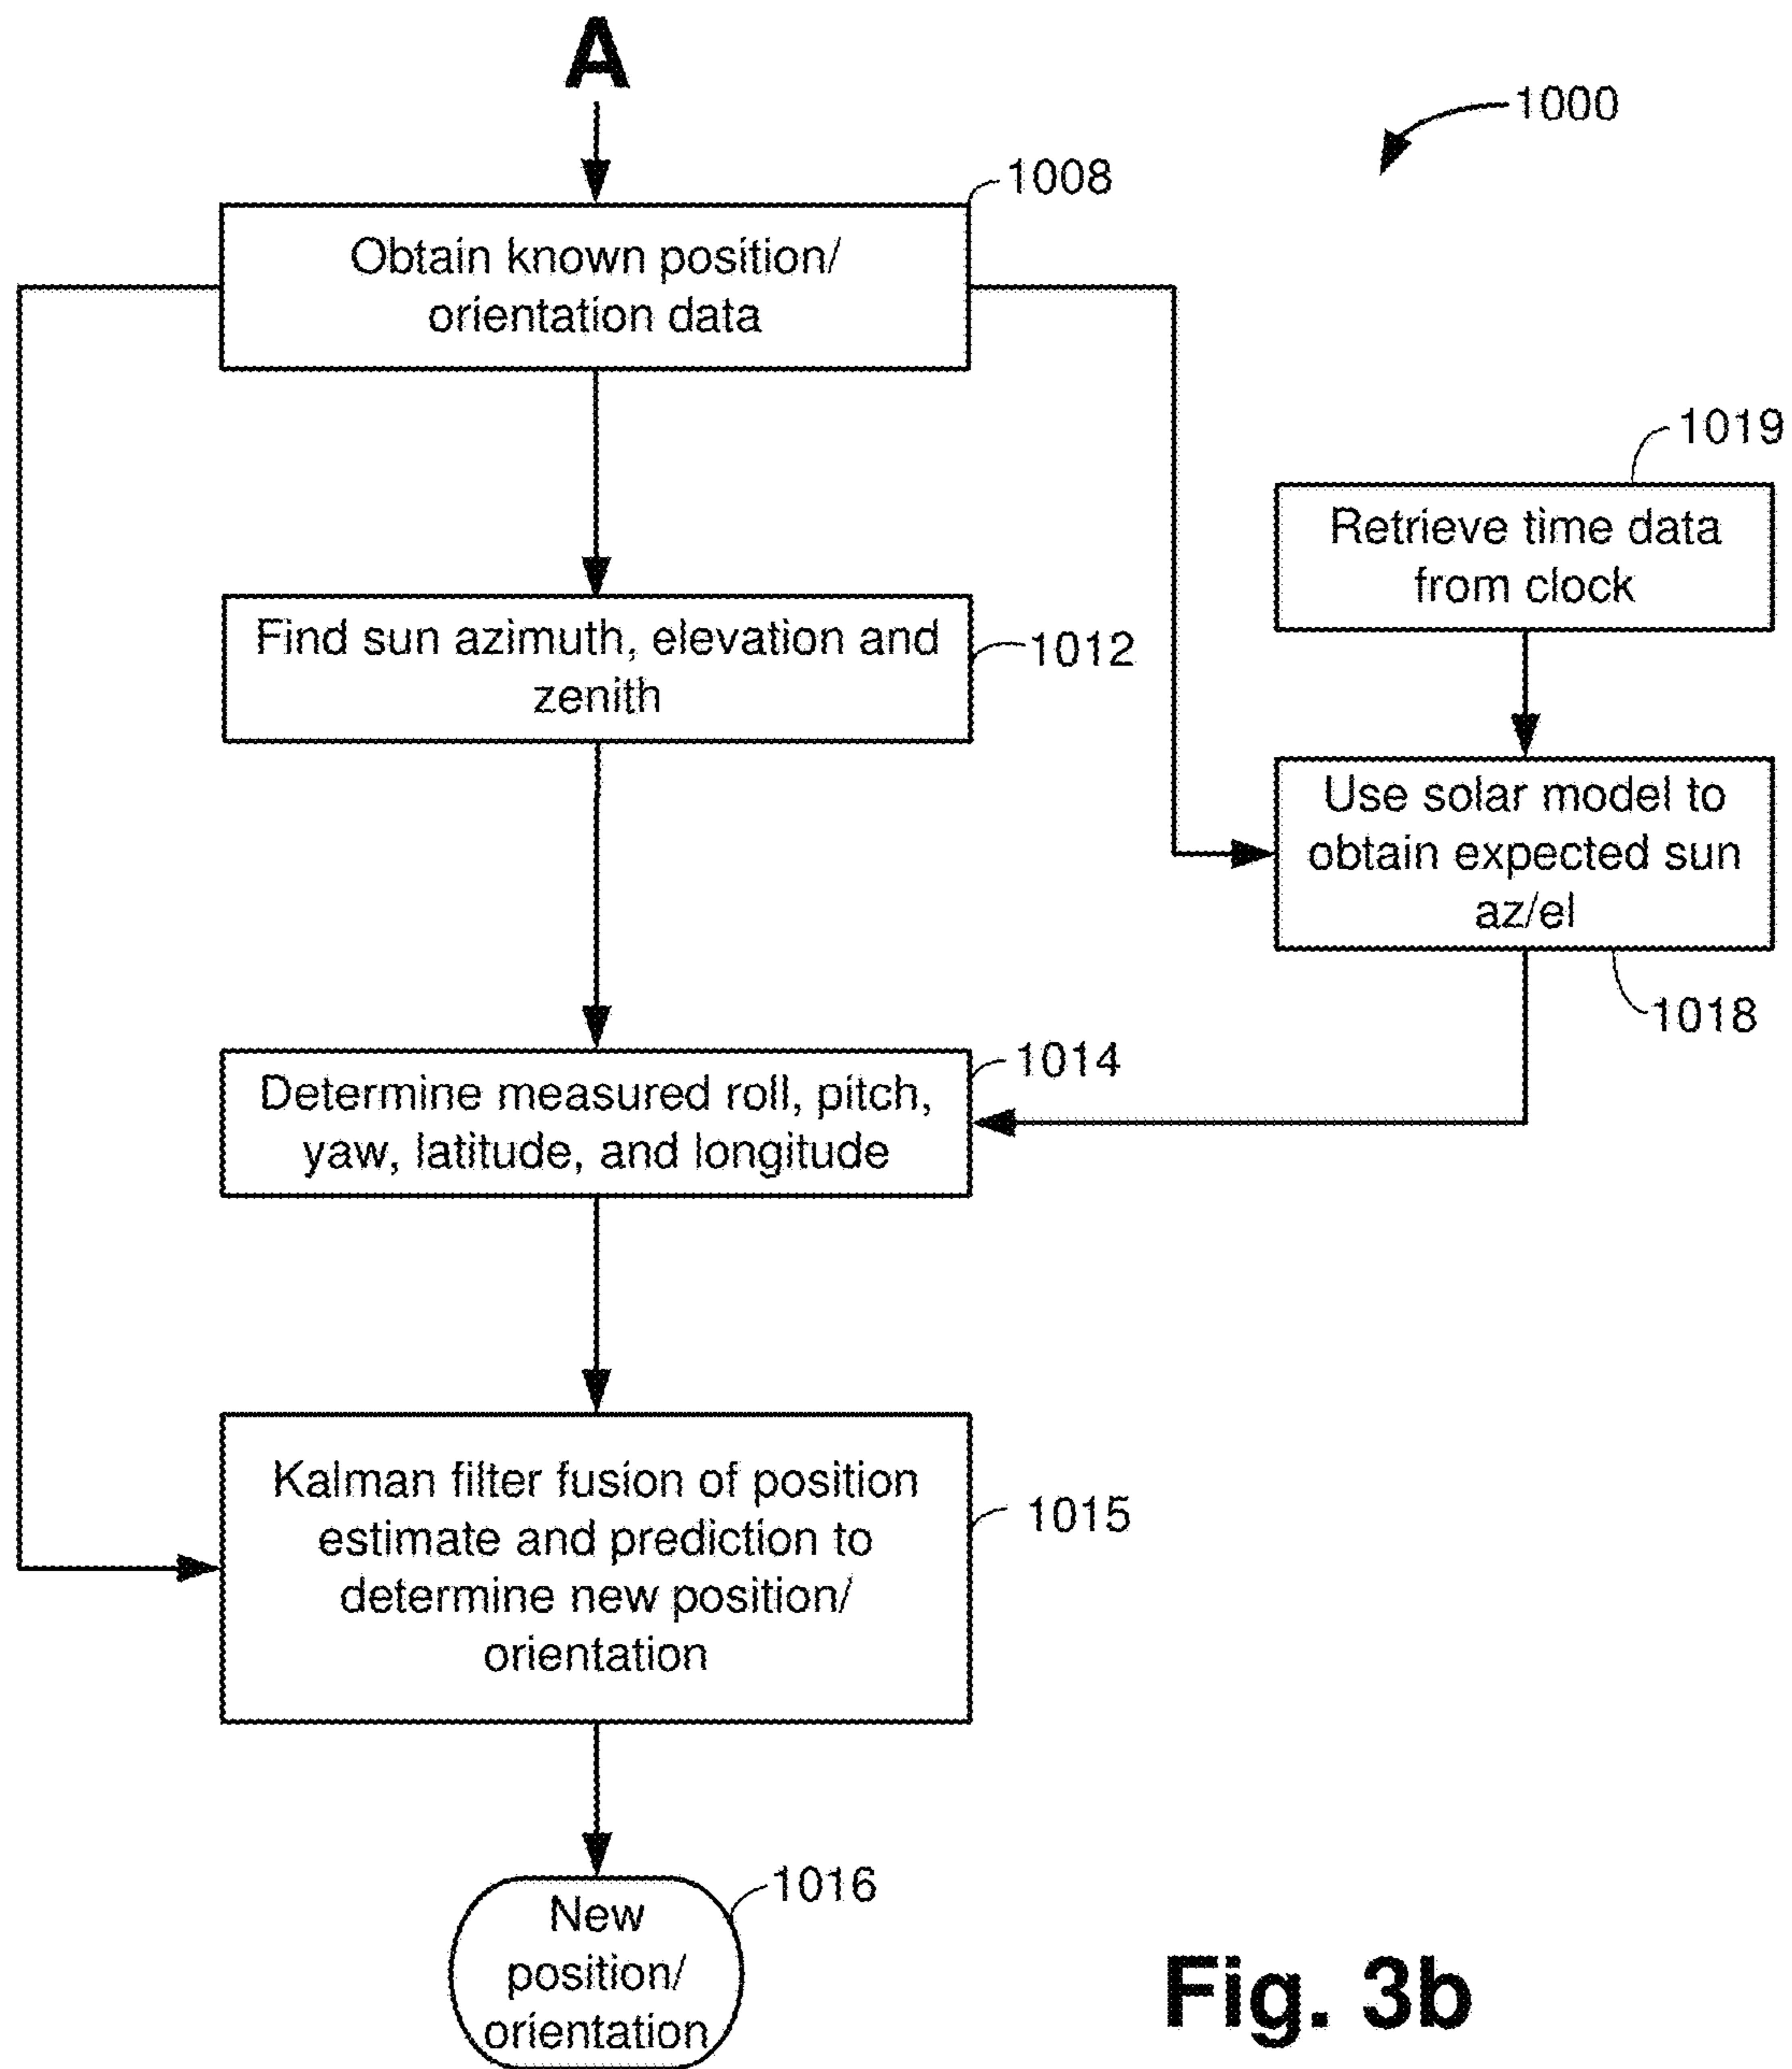 A
1000
1008
Obtain known position/
orientation data
1019
Retrieve time data
from clock
Find sun azimuth, elevation and
zenith
1012
Use solar model to
obtain expected sun
az/el
1018
1014
Determine measured roll, pitch,
yaw, latitude, and longitude
Kalman filter fusion of position
estimate and prediction to
determine new position/
orientation
1015
1016
New
position/
orientation
Fig. 3b